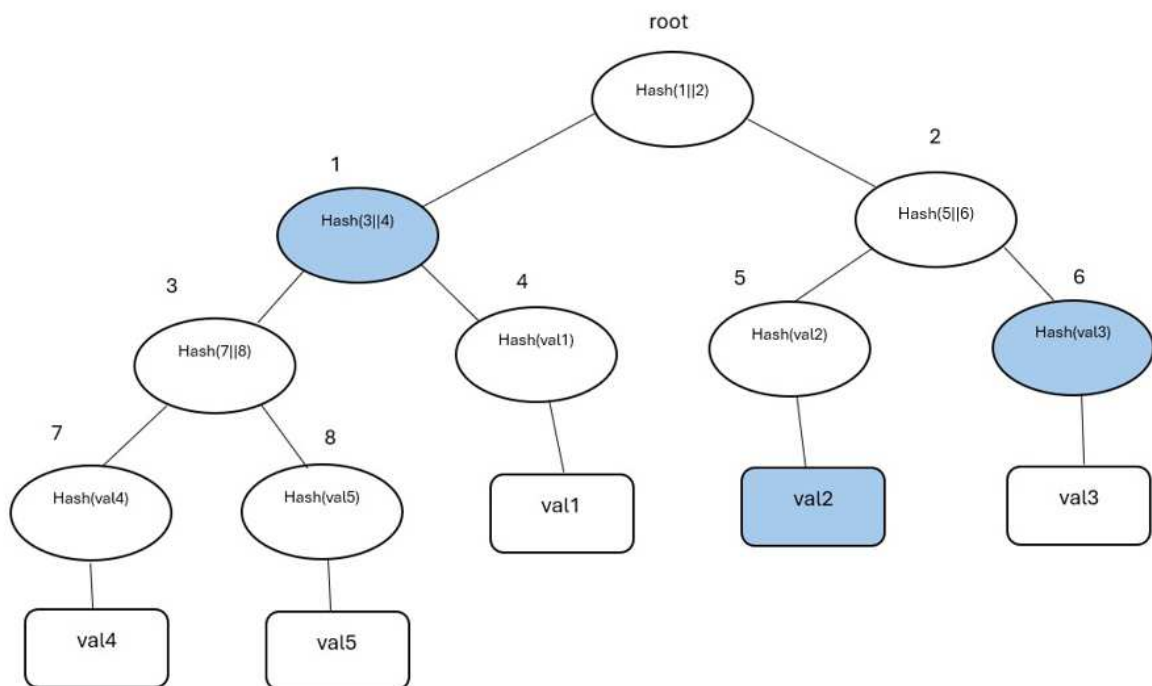 root
Hash(1||2)
2
1
Hash(3||4)
Hash(5||6)
3
4
5
6
Hash(7||8)
Hash(val1)
Hash(val2)
Hash(val3)
7
8
Hash(val4)
Hash(val5)
val1
val2
val3
val4
val5